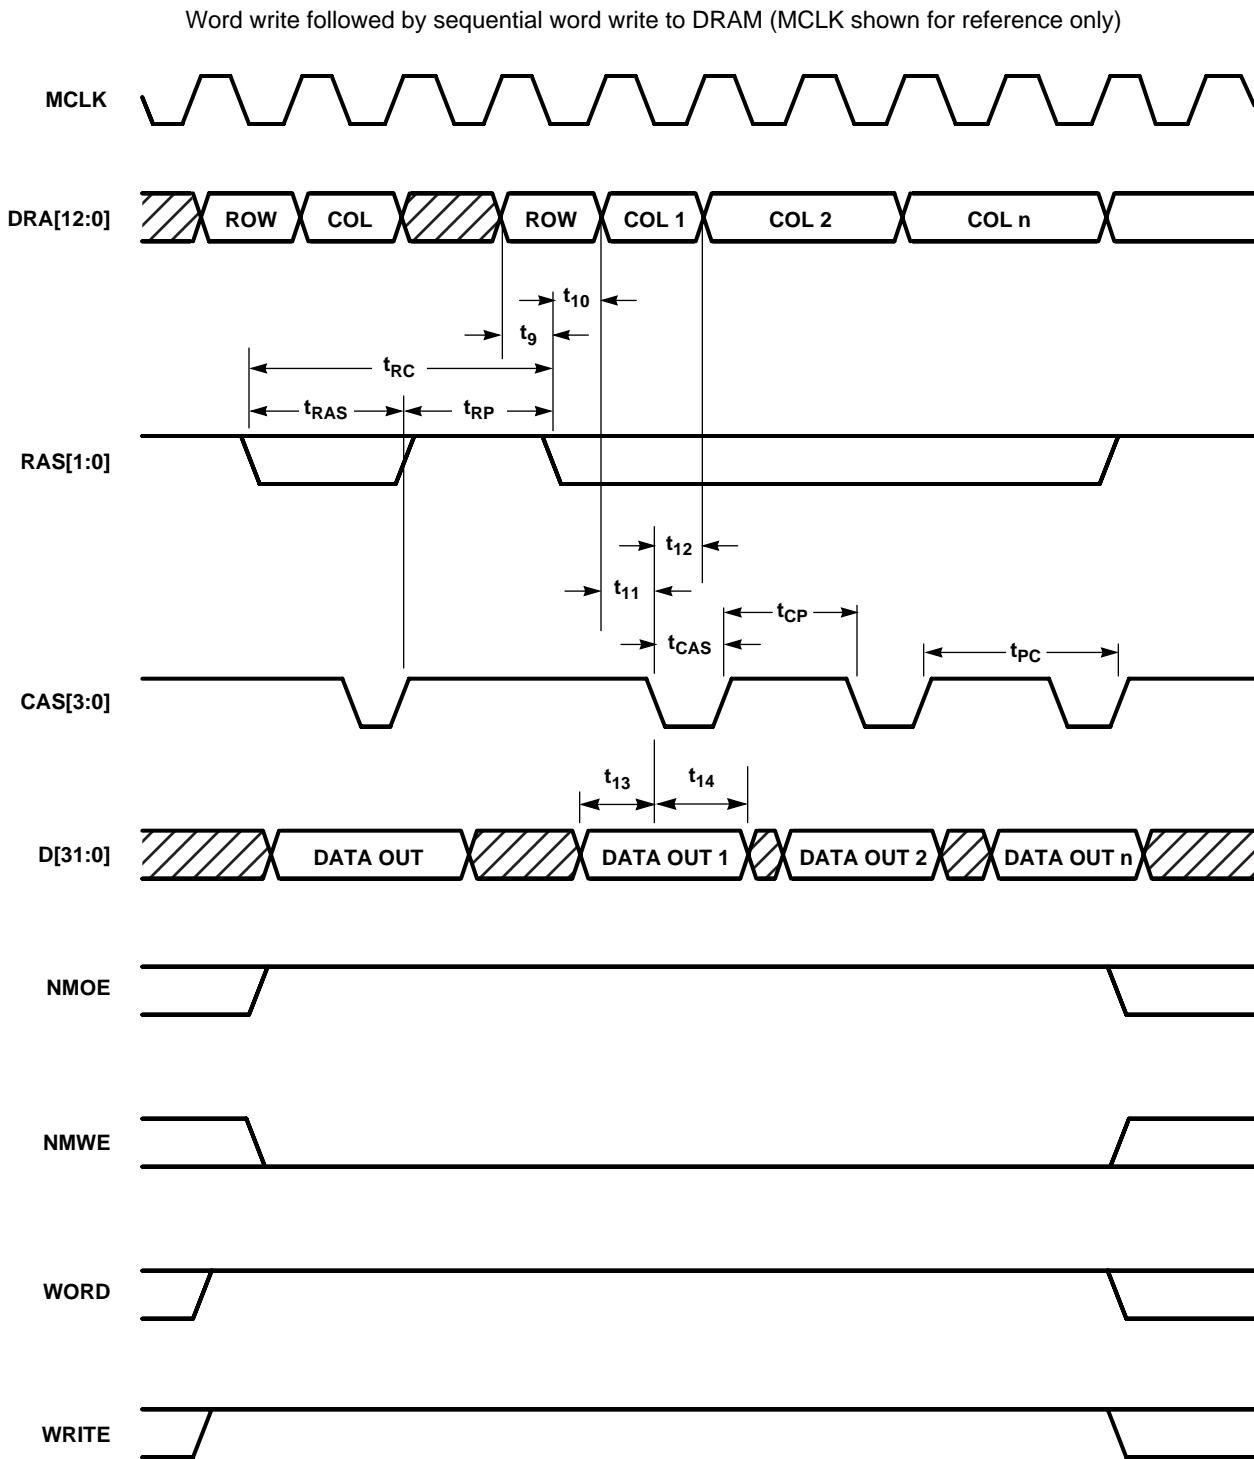 Word write followed by sequential word write to DRAM (MCLK shown for reference only)
MCLK
DRA[12:0]
ROW
COL
ROW
COL 1
COL 2
COL n
t10
t9
tRC
tRAS
tRP
RAS[1:0]
t12
t11
tCP
tCAS
tPC
CAS[3:0]
t13
t14
D[31:0]
DATA OUT
DATA OUT 1
DATA OUT 2
DATA OUT n
NMOE
NMWE
WORD
WRITE